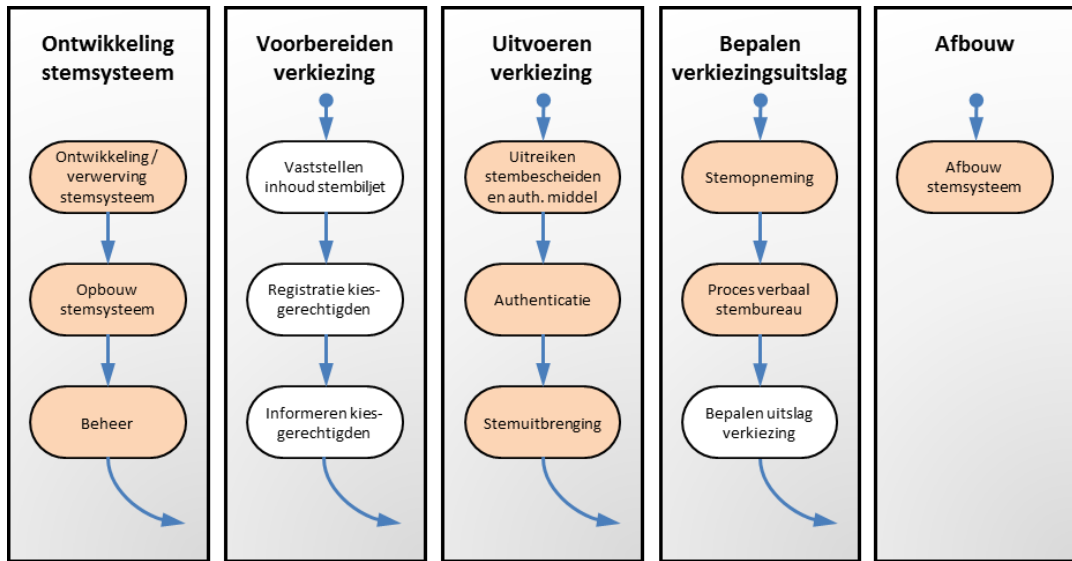 Ontwikkeling
stemsysteem
Ontwikkeling /
verwerving
stemsysteem
Opbouw
stemsysteem
Beheer
Voorbereiden
verkiezing
Vaststellen
inhoud stembiljet
Registratie kies-
gerechtigden
Informeren kies-
gerechtigden
Uitvoeren
verkiezing
Uitreiken
stembescheiden
en auth. middel
Authenticatie
Stemuitbrenging
Bepalen
verkiezingsuitslag
Stemopneming
Proces verbaal
stembureau
Bepalen uitslag
verkiezing
Afbouw
Afbouw
stemsysteem